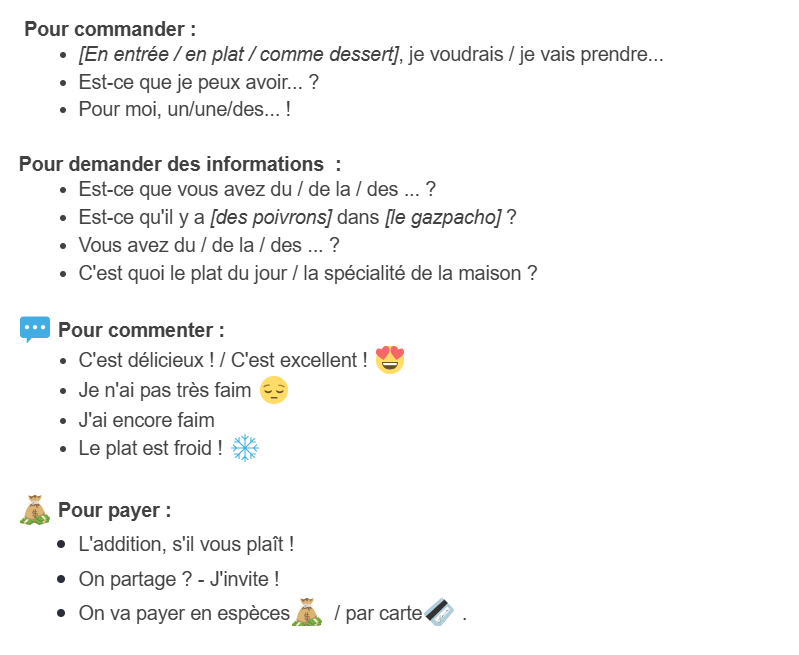 Pour commander :
[En entrée / en plat / comme dessert], je voudrais / je vais prendre...
Est-ce que je peux avoir... ?
Pour moi, un/une/des... !
Pour demander des informations  :
Est-ce que vous avez du / de la / des ... ?
Est-ce qu'il y a [des poivrons] dans [le gazpacho] ?
Vous avez du / de la / des ... ?
C'est quoi le plat du jour / la spécialité de la maison ?
Pour commenter :
C'est délicieux ! / C'est excellent !
Je n'ai pas très faim
J'ai encore faim
Le plat est froid !
Pour payer :
L'addition, s'il vous plaît !
On partage ? - J'invite !
On va payer en espèces / par carte .